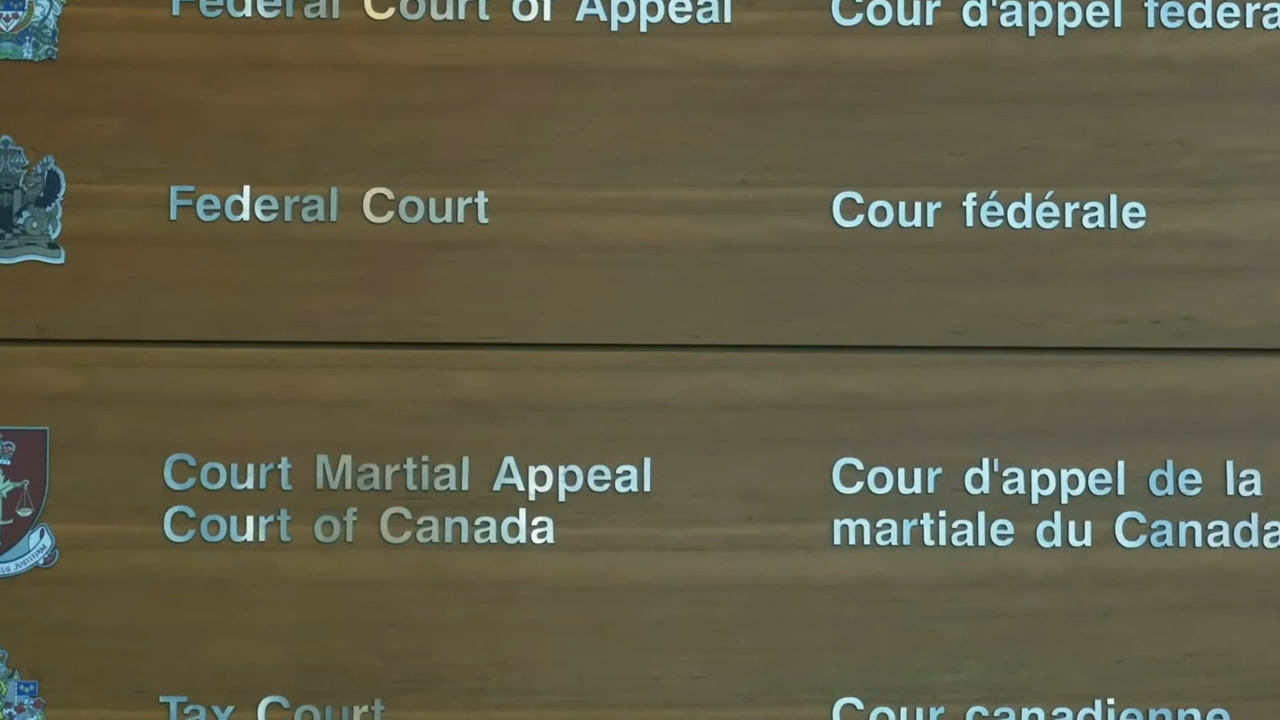 Federal Court of Appeal
Cour d'appel fédéra
Federal Court
Cour fédérale
Court Martial Appeal
Court of Canada
Cour d'appel de la
martiale du Canada
Tax Court
Cour canadienne